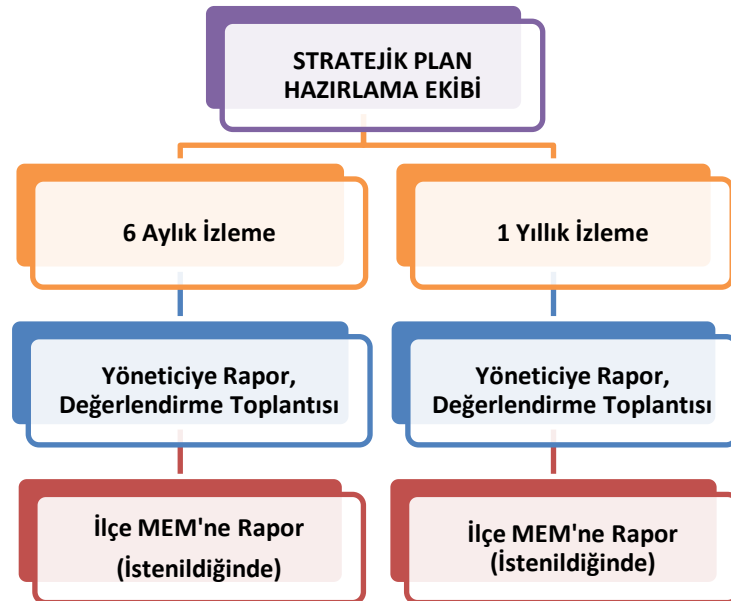 STRATEJİK PLAN
HAZIRLAMA EKİBİ
6 Aylık İzleme
1 Yıllık İzleme
Yöneticiye Rapor,
Değerlendirme Toplantısı
Yöneticiye Rapor,
Değerlendirme Toplantısı
İlçe MEM'ne Rapor
(İstenildiğinde)
İlçe MEM'ne Rapor
(İstenildiğinde)